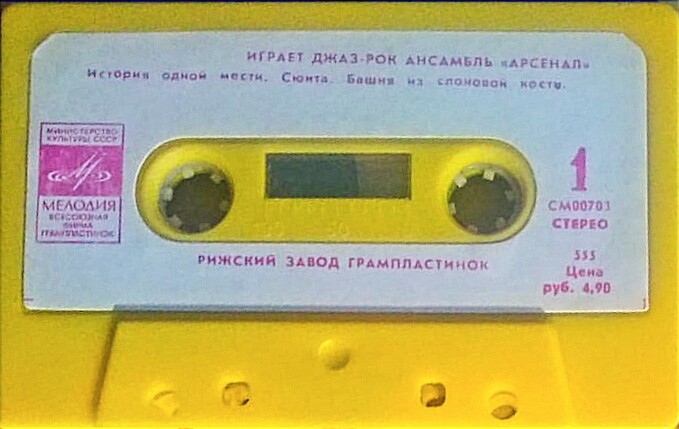 ИГРАЕТ ДЖАЗ-РОК АНСАМБЛЬ «АРСЕНАЛ»
История одной мести. Сюита. Башня из слоновой кости.
МИНИСТЕРСТВО
КУЛЬТУРЫ СССР
МЕЛОДИЯ
ВСЕСОЮЗНАЯ
ФИРМА
ГРАМПЛАСТИНОК
1
СМ00701
СТЕРЕО
РИЖСКИЙ ЗАВОД ГРАМПЛАСТИНОК
555
Цена
руб. 4,90